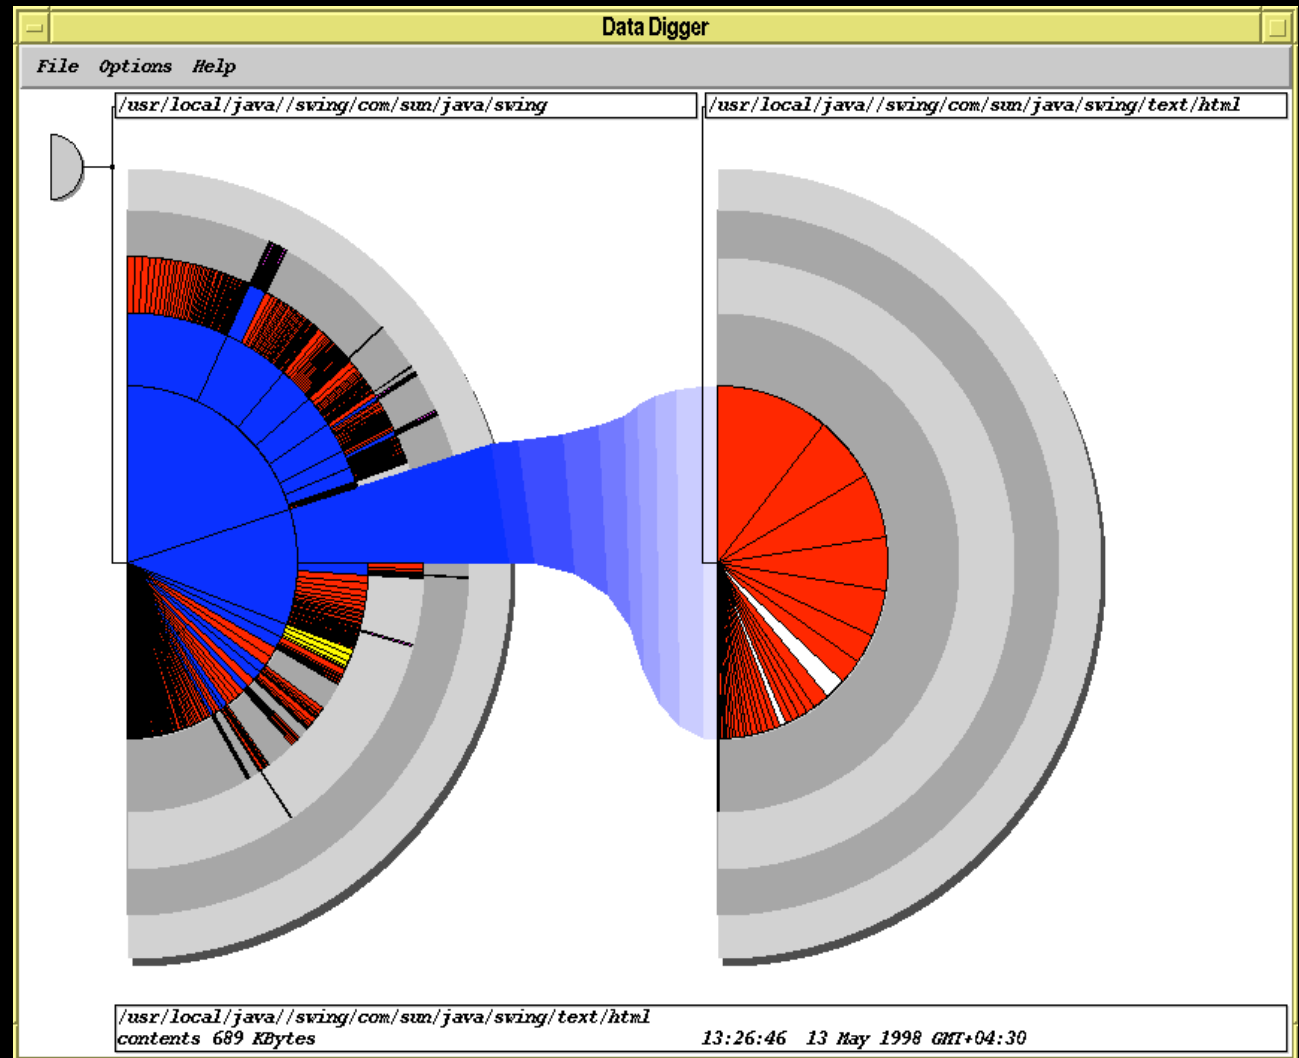 Data Digger
File Options Help
/usr/local/java//swing/com/sun/java/swing
/usr/local/java//swing/com/sun/java/swing/text/html
/usr/local/java//swing/com/sun/java/swing/text/html
contents 689 KBytes 13:26:46 13 May 1998 GMT+04:30